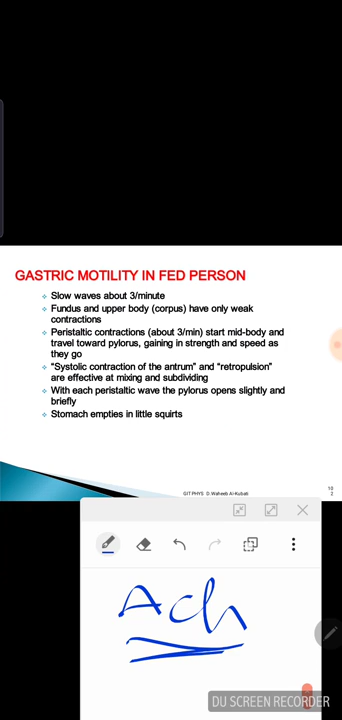 GASTRIC MOTILITY IN FED PERSON
Slow waves about 3/minute
Fundus and upper body (corpus) have only weak
contractions
Peristaltic contractions (about 3/min) start mid-body and
travel toward pylorus, gaining in strength and speed as
they go
“Systolic contraction of the antrum” and “retropulsion”
are effective at mixing and subdividing
With each peristaltic wave the pylorus opens slightly and
briefly
Stomach empties in little squirts
GIT PHYS D.Waheeb Al-Kubati
10
2
Ach
DU SCREEN RECORDER